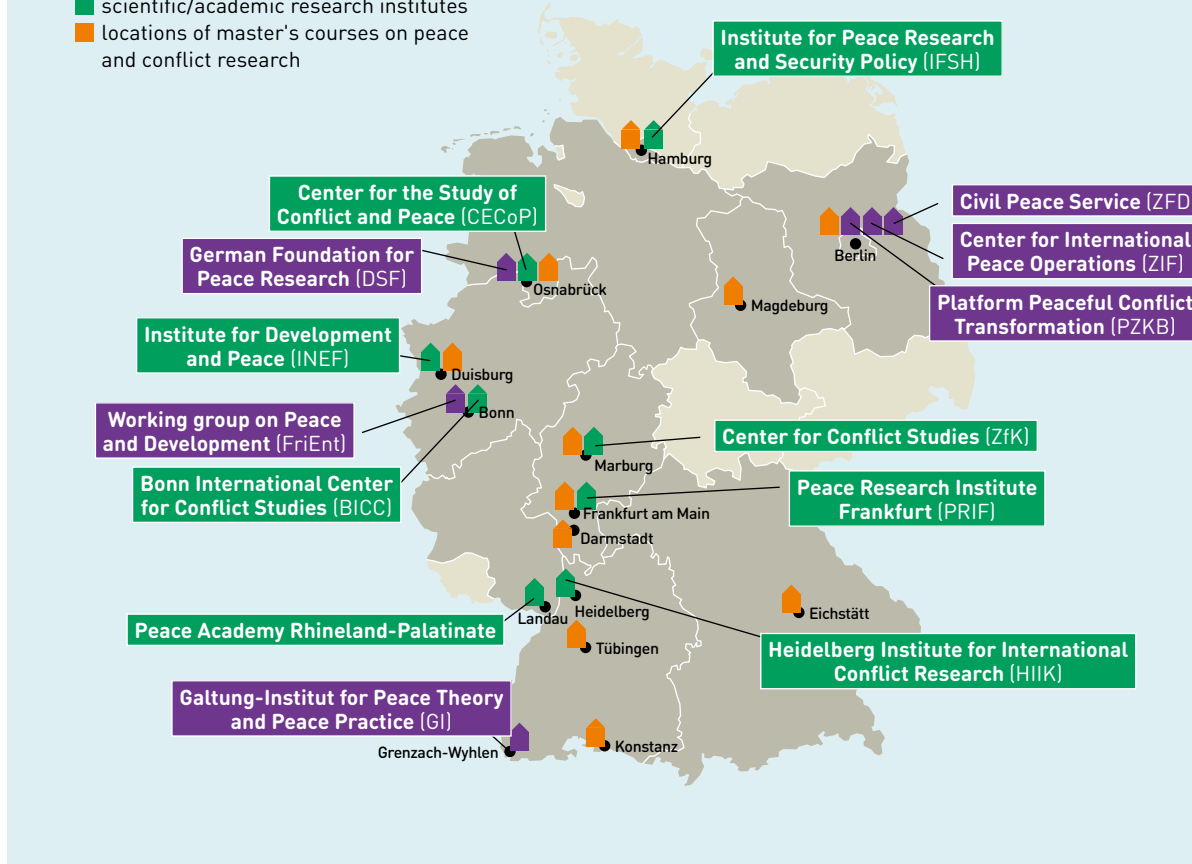 scientific/academic research institutes
locations of master's courses on peace
and conflict research
Institute for Peace Research
and Security Policy (IFSH)
Hamburg
Center for the Study of
Conflict and Peace (CECoP)
Civil Peace Service (ZFD
German Foundation for
Peace Research (DSF)
Center for International
Peace Operations (ZIF)
Berlin
Osnabrück
Magdeburg
Platform Peaceful Conflict
Transformation (PZKB)
Institute for Development
and Peace (INEF)
Duisburg
Working group on Peace
and Development (FriEnt)
Bonn
Center for Conflict Studies (ZfK)
Marburg
Bonn International Center
for Conflict Studies (BICC)
Peace Research Institute
Frankfurt (PRIF)
Frankfurt am Main
Darmstadt
Landau
Heidelberg
Eichstätt
Peace Academy Rhineland-Palatinate
Tübingen
Heidelberg Institute for International
Conflict Research (HIIK)
Galtung-Institut for Peace Theory
and Peace Practice (GI)
Grenzach-Wyhlen
Konstanz